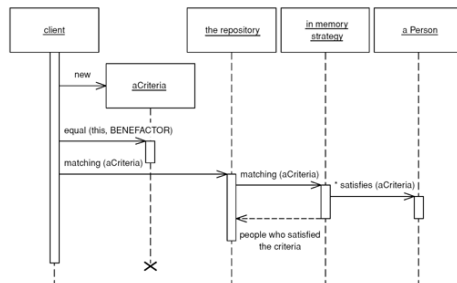 client
the repository
in memory
strategy
a Person
new
aCriteria
equal (this, BENEFACTOR)
matching (aCriteria)
matching (aCriteria)
* satisfies (aCriteria)
people who satisfied
the criteria